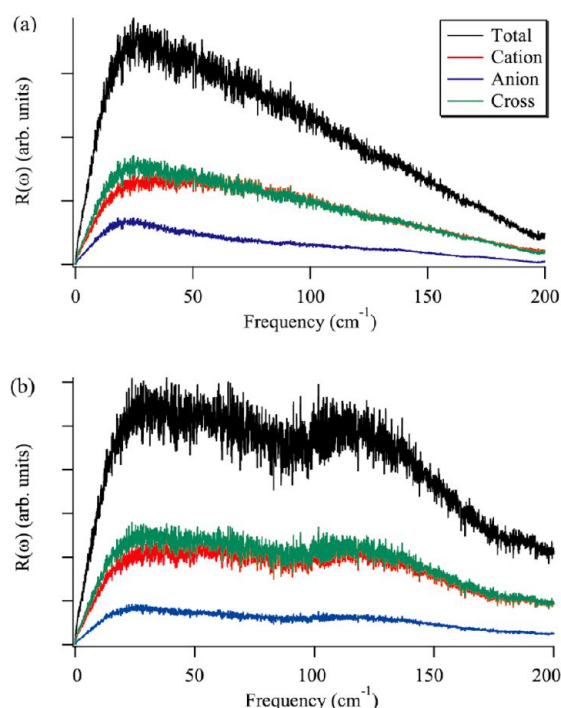 (a)
Total
Cation
Anion
Cross
R(ω) (arb. units)
0
50
100
150
200
Frequency (cm⁻¹)
(b)
R(ω) (arb. units)
0
50
100
150
200
Frequency (cm⁻¹)